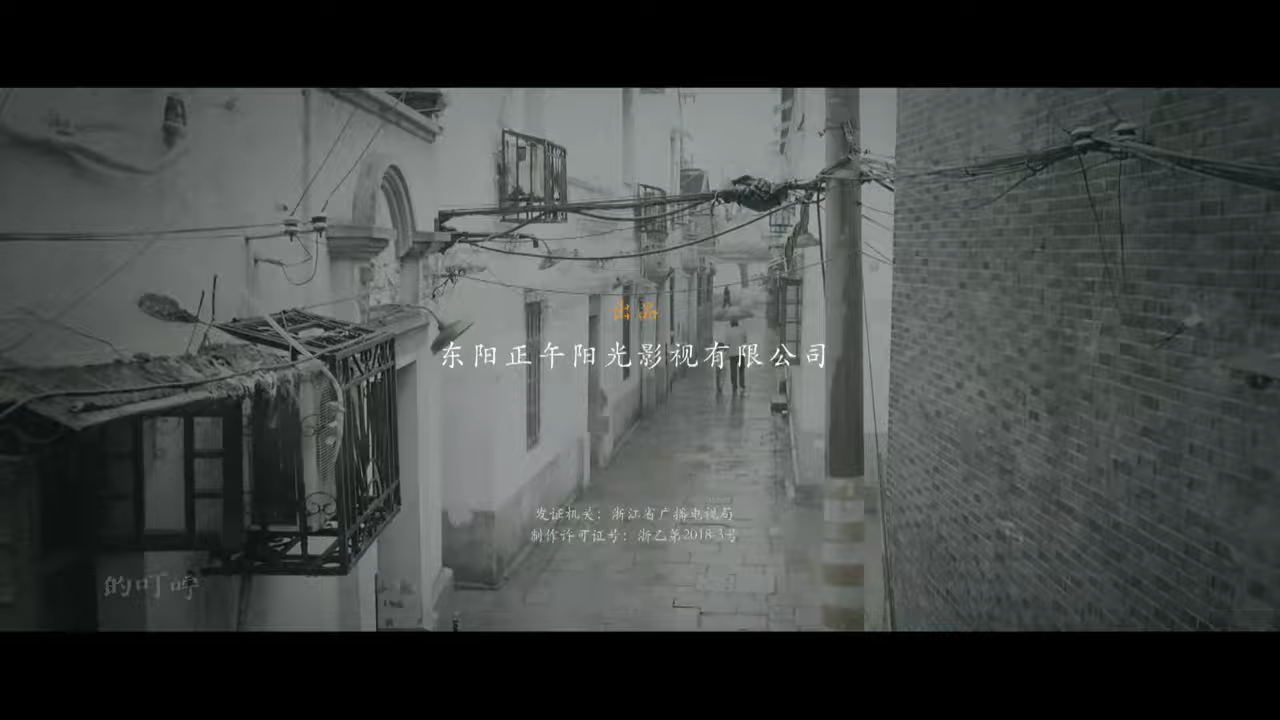 出品
东阳正午阳光影视有限公司
发证机关：浙江省广播电视局
制作许可证号：浙乙第2018-3号
的叮咛